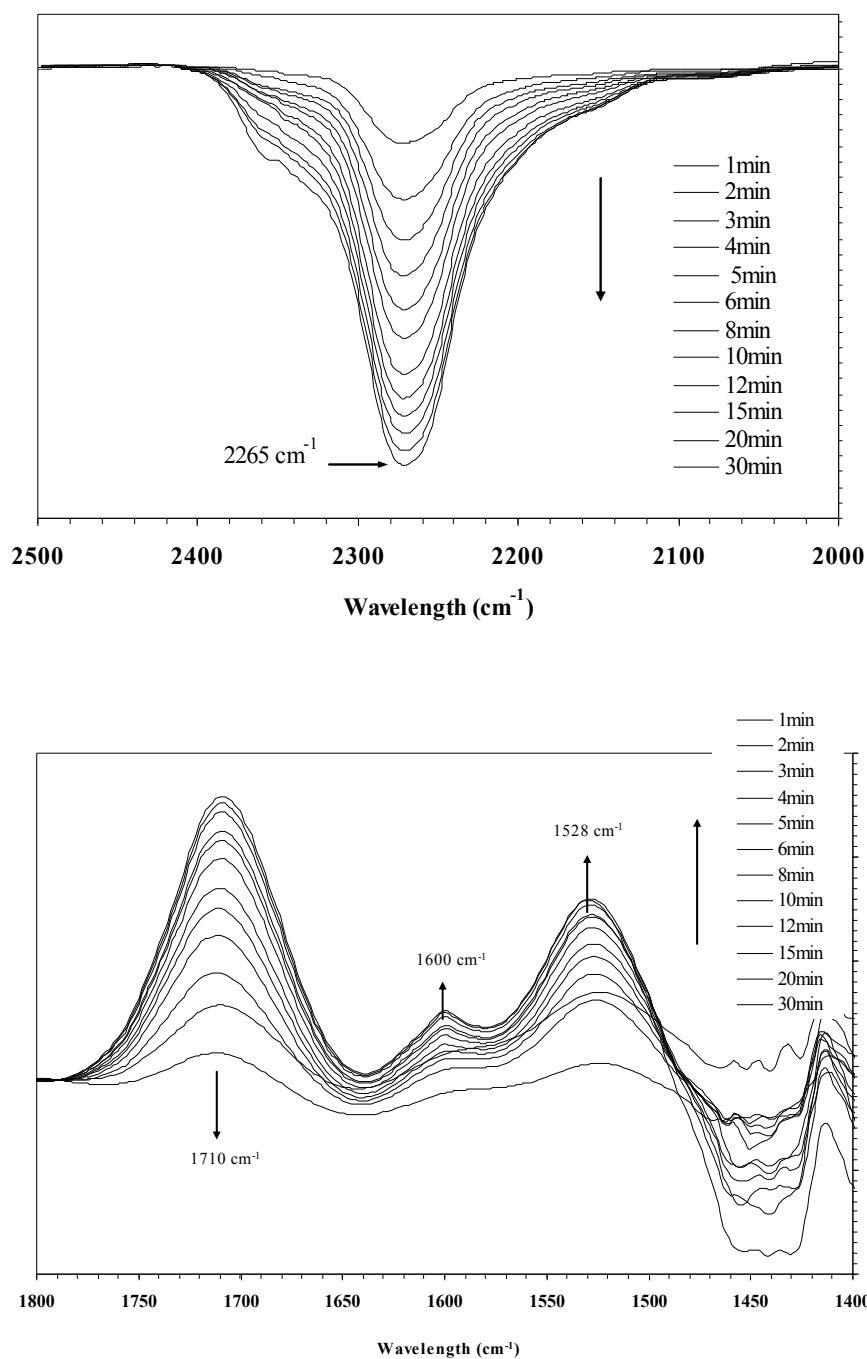 1min
2min
3min
4min
5min
6min
8min
10min
12min
15min
20min
30min
2265 cm⁻¹
2500 2400 2300 2200 2100 2000
Wavelength (cm⁻¹)
1min
2min
3min
4min
5min
6min
8min
10min
12min
15min
20min
30min
1528 cm⁻¹
1600 cm⁻¹
1710 cm⁻¹
1800 1750 1700 1650 1600 1550 1500 1450 1400
Wavelength (cm⁻¹)